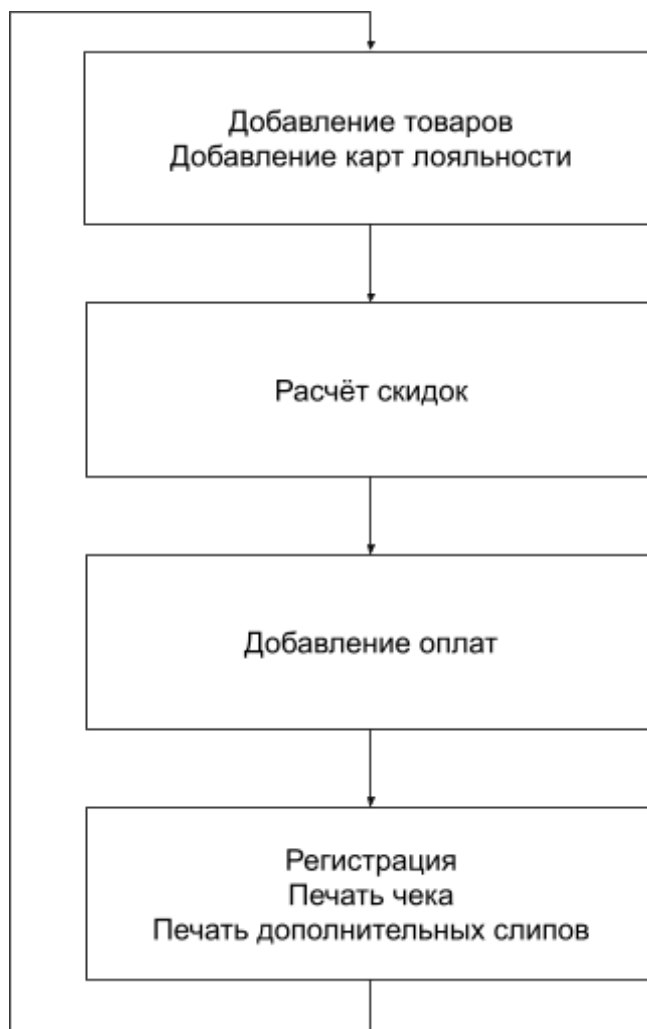 Добавление товаров
Добавление карт лояльности
Расчёт скидок
Добавление оплат
Регистрация
Печать чека
Печать дополнительных слипов